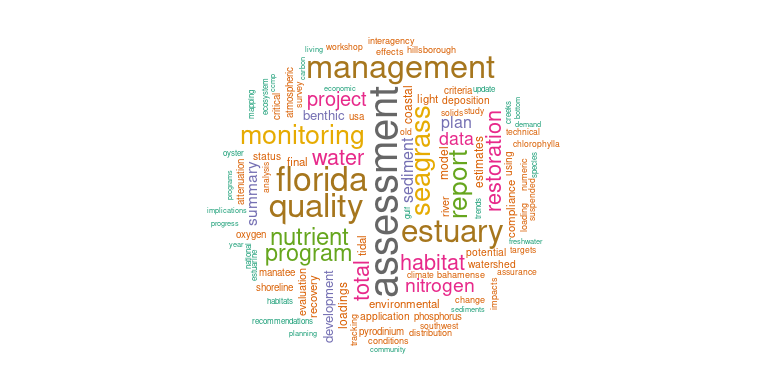 interagency
living workshop
effects hillsborough
carbon
management
economic
comp
ecosystem
atmospheric
survey
critical
mapping
project
benthic usa
assessment
coastal
light
criteria update
deposition
solids study
creeks
bottom
demand
technical
chlorophylla
monitoring
old
seagrass
plan
data
restoration
water
oyster
status
final
sediment
model
report
estimates
using
species
numeric
suspended
programs
attenuation
analysis
summary
florida
quality
implications
progress
gulf
river
trends
compliance
loading
year
oxygen
nutrient
tidal
estuary
freshwater
targets
national
estuarine
program
habitat
potential
watershed
assurance
manatee
total
climate bahamense
nitrogen
shoreline
evaluation
recovery
habitats
development
loadings
environmental
change
impacts
sediments
recommendations
application phosphorus
southwest
planning
tracking
pyrodinium distribution
conditions
community